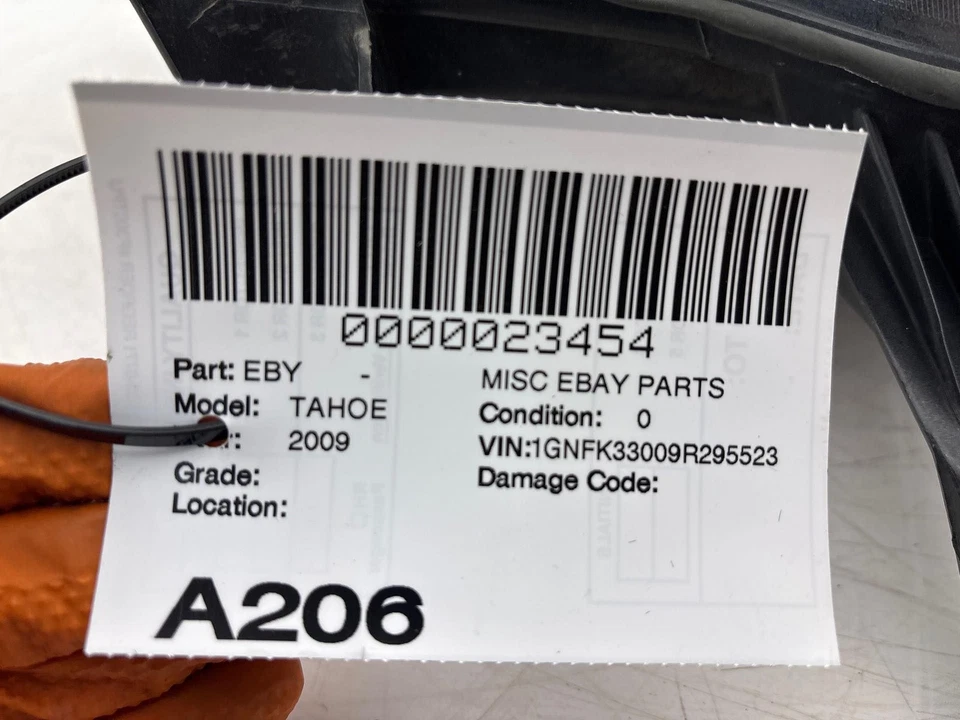 0000023454
Part: EBY -
MISC EBAY PARTS
Model: TAHOE
Condition: 0
2009
VIN:1GNFK33009R295523
Grade:
Damage Code:
Location:
A206